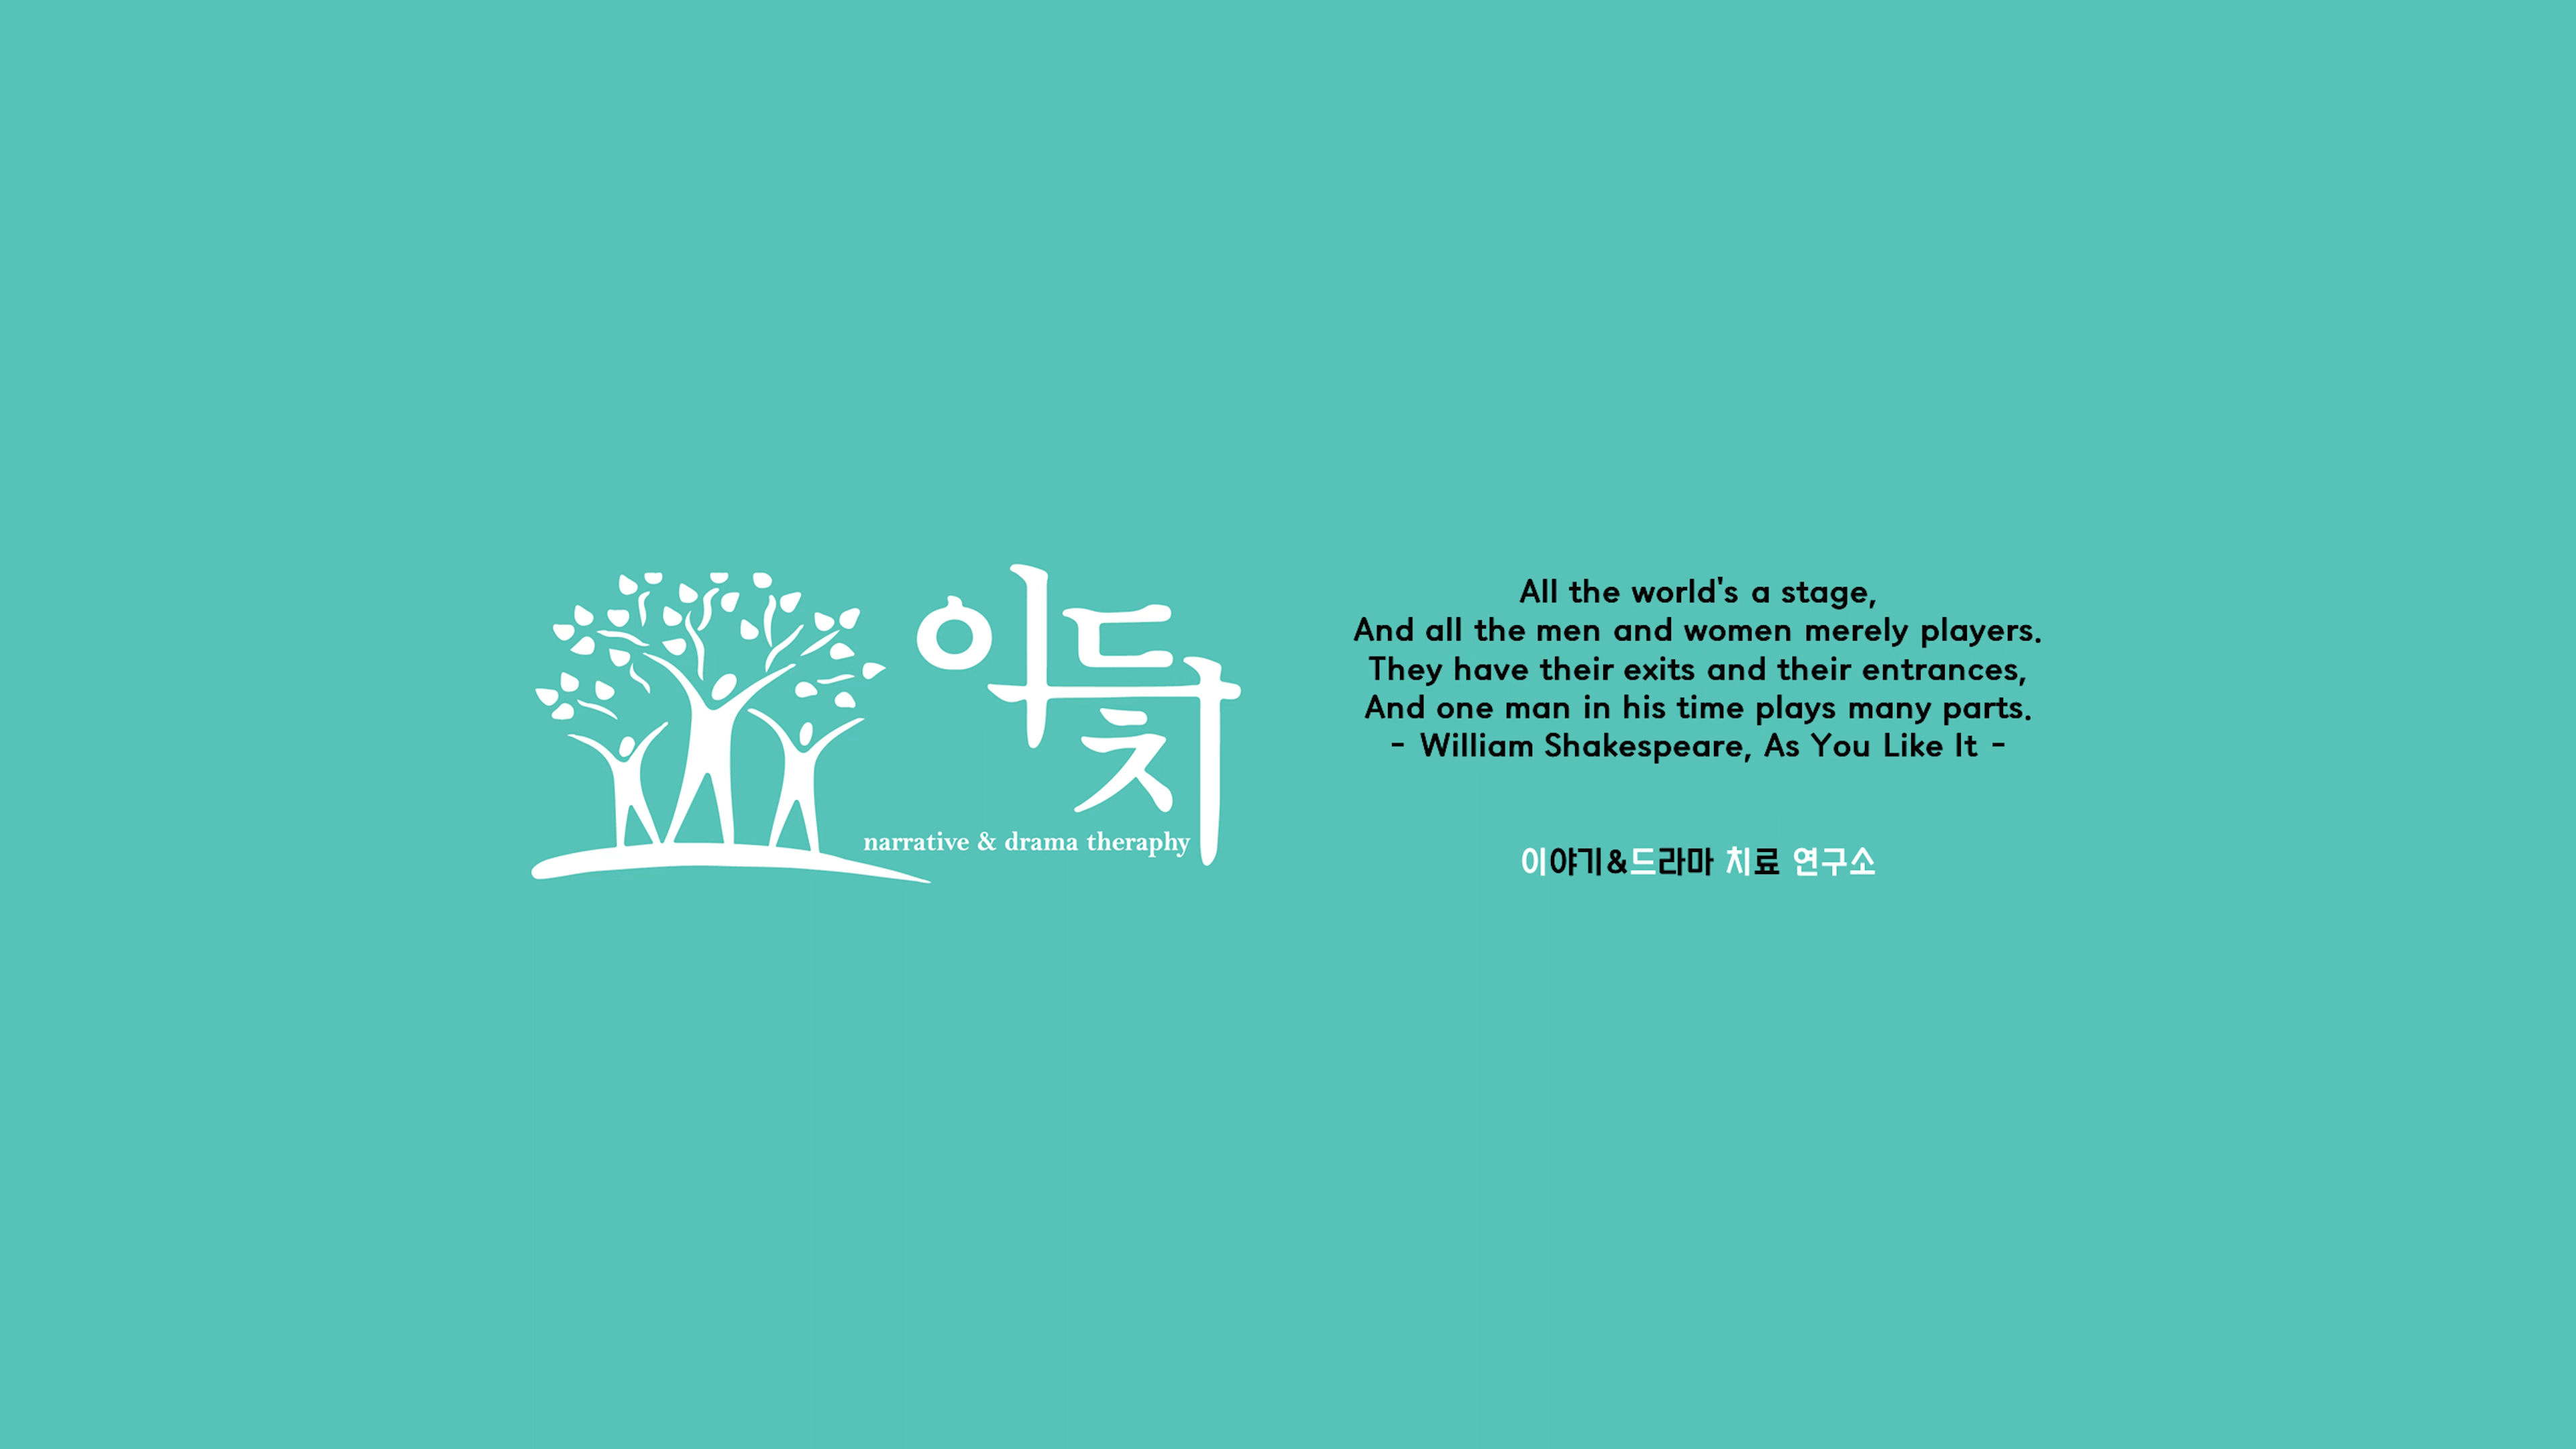 이드치
narrative & drama theraphy
All the world's a stage,
And all the men and women merely players.
They have their exits and their entrances,
And one man in his time plays many parts.
- William Shakespeare, As You Like It -
이야기&드라마 치료 연구소